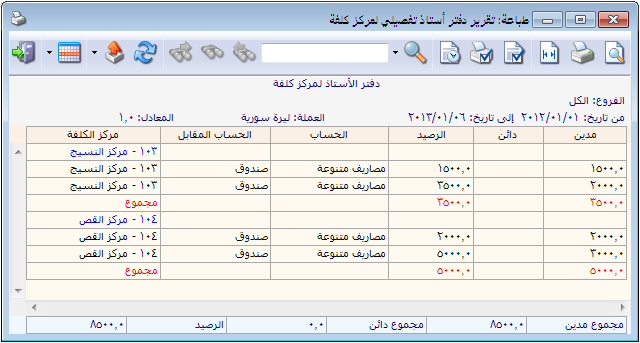 طباعة: تقرير دفتر أستاذ تفصيلي لمركز كلفة
دفتر الأستاذ لمركز كلفة
الفروع: الكل
من تاريخ: ٢٠١٢/٠١/٠١ إلى تاريخ: ٢٠١٣/٠١/٠٦ العملة: ليرة سورية المعادل: ١,٠
مدين دائن الرصيد الحساب الحساب المقابل مركز الكلفة
١٠٣ - مركز النسيج
١٥٠٠,٠ ١٥٠٠,٠ مصاريف متنوعة صندوق ١٠٣ - مركز النسيج
٢٠٠٠,٠ ٣٥٠٠,٠ مصاريف متنوعة صندوق ١٠٣ - مركز النسيج
٣٥٠٠,٠ ٣٥٠٠,٠ مجموع
١٠٤ - مركز القص
٢٠٠٠,٠ ٢٠٠٠,٠ مصاريف متنوعة صندوق ١٠٤ - مركز القص
٣٠٠٠,٠ ٥٠٠٠,٠ مصاريف متنوعة صندوق ١٠٤ - مركز القص
٥٠٠٠,٠ ٥٠٠٠,٠ مجموع
مجموع مدين ٨٥٠٠,٠ مجموع دائن ٠,٠ الرصيد ٨٥٠٠,٠